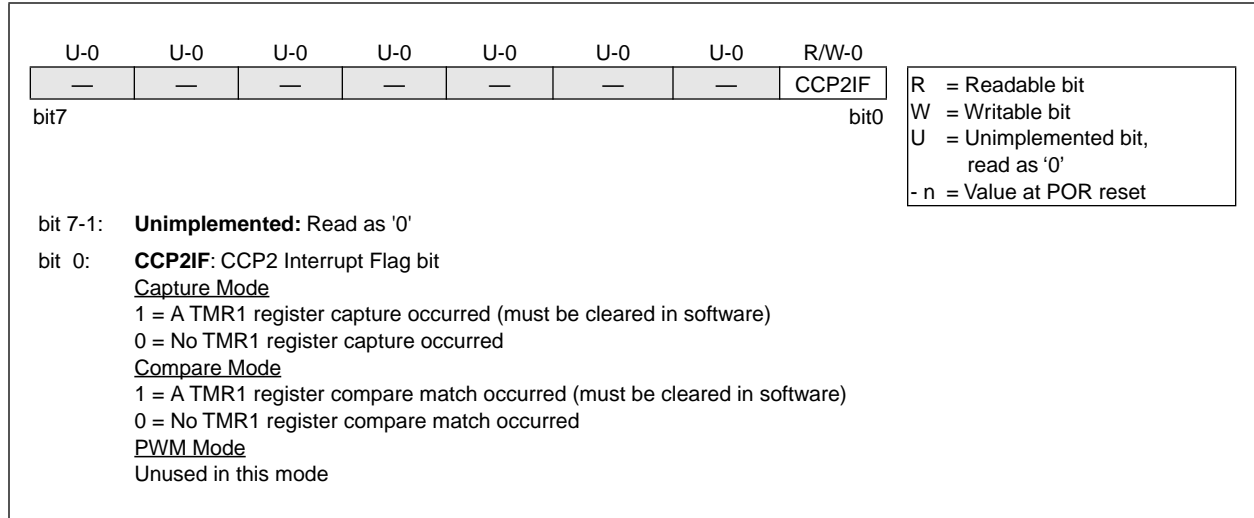 U-0 U-0 U-0 U-0 U-0 U-0 U-0 R/W-0
— — — — — — — CCP2IF
bit7 bit0
R = Readable bit
W = Writable bit
U = Unimplemented bit,
read as ‘0’
- n = Value at POR reset
bit 7-1: Unimplemented: Read as '0'
bit 0: CCP2IF: CCP2 Interrupt Flag bit
Capture Mode
1 = A TMR1 register capture occurred (must be cleared in software)
0 = No TMR1 register capture occurred
Compare Mode
1 = A TMR1 register compare match occurred (must be cleared in software)
0 = No TMR1 register compare match occurred
PWM Mode
Unused in this mode